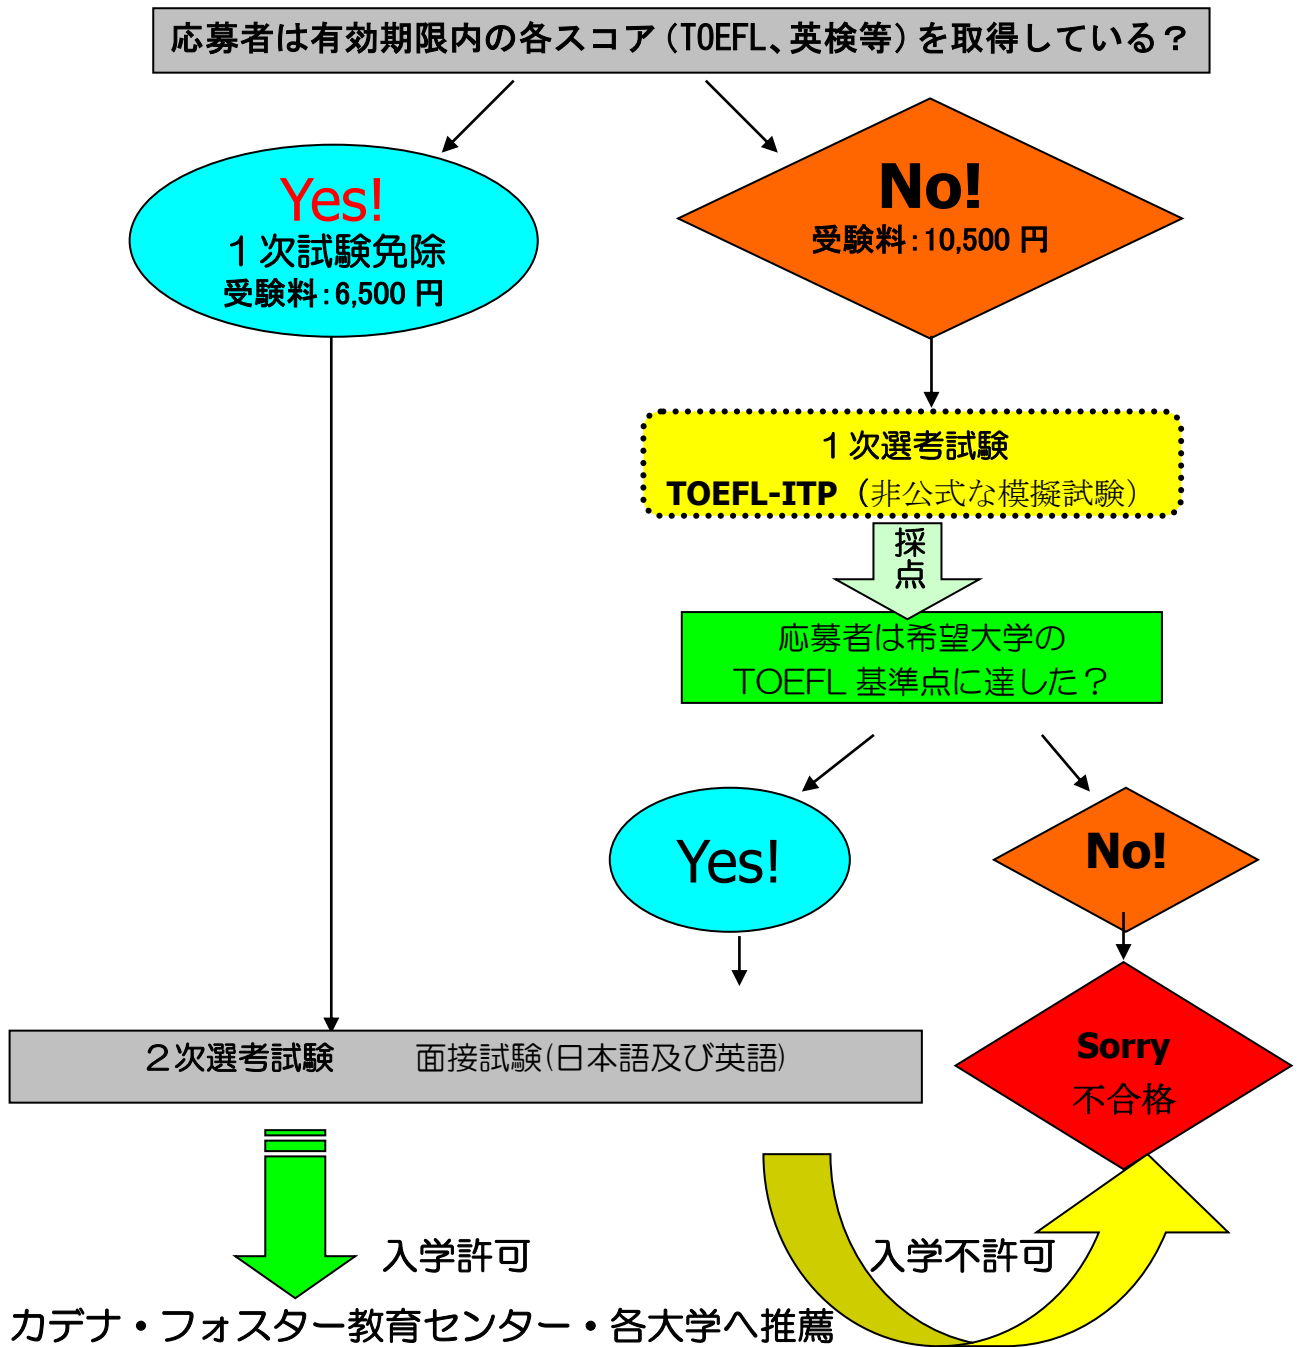 応募者は有効期限内の各スコア（TOEFL、英検等）を取得している？
Yes!
１次試験免除
受験料：6,500 円
No!
受験料：10,500 円
１次選考試験
TOEFL-ITP（非公式な模擬試験）
採
点
応募者は希望大学の
TOEFL 基準点に達した？
Yes!
No!
２次選考試験　　面接試験(日本語及び英語)
Sorry
不合格
入学許可
入学不許可
カデナ・フォスター教育センター・各大学へ推薦